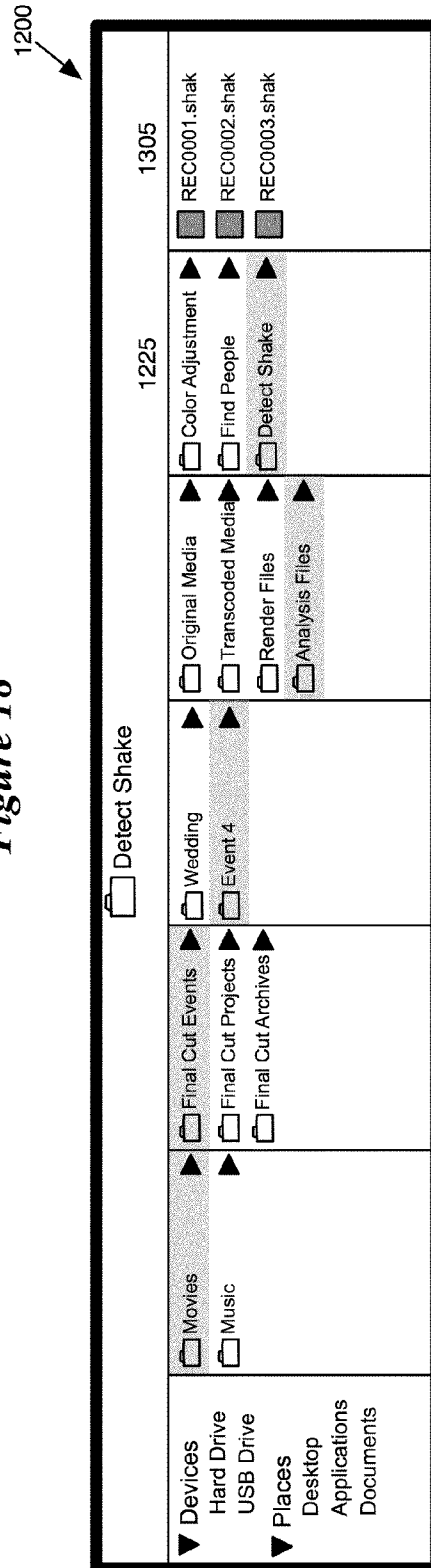 Figure
1200
Detect Shake
1225
1305
Devices
Hard Drive
USB Drive
Places
Desktop
Applications
Documents
Movies
Music
Final Cut Events
Final Cut Projects
Final Cut Archives
Wedding
Event 4
Original Media
Transcoded Media
Render Files
Analysis Files
Color Adjustment
Find People
Detect Shake
REC0001.shak
REC0002.shak
REC0003.shak